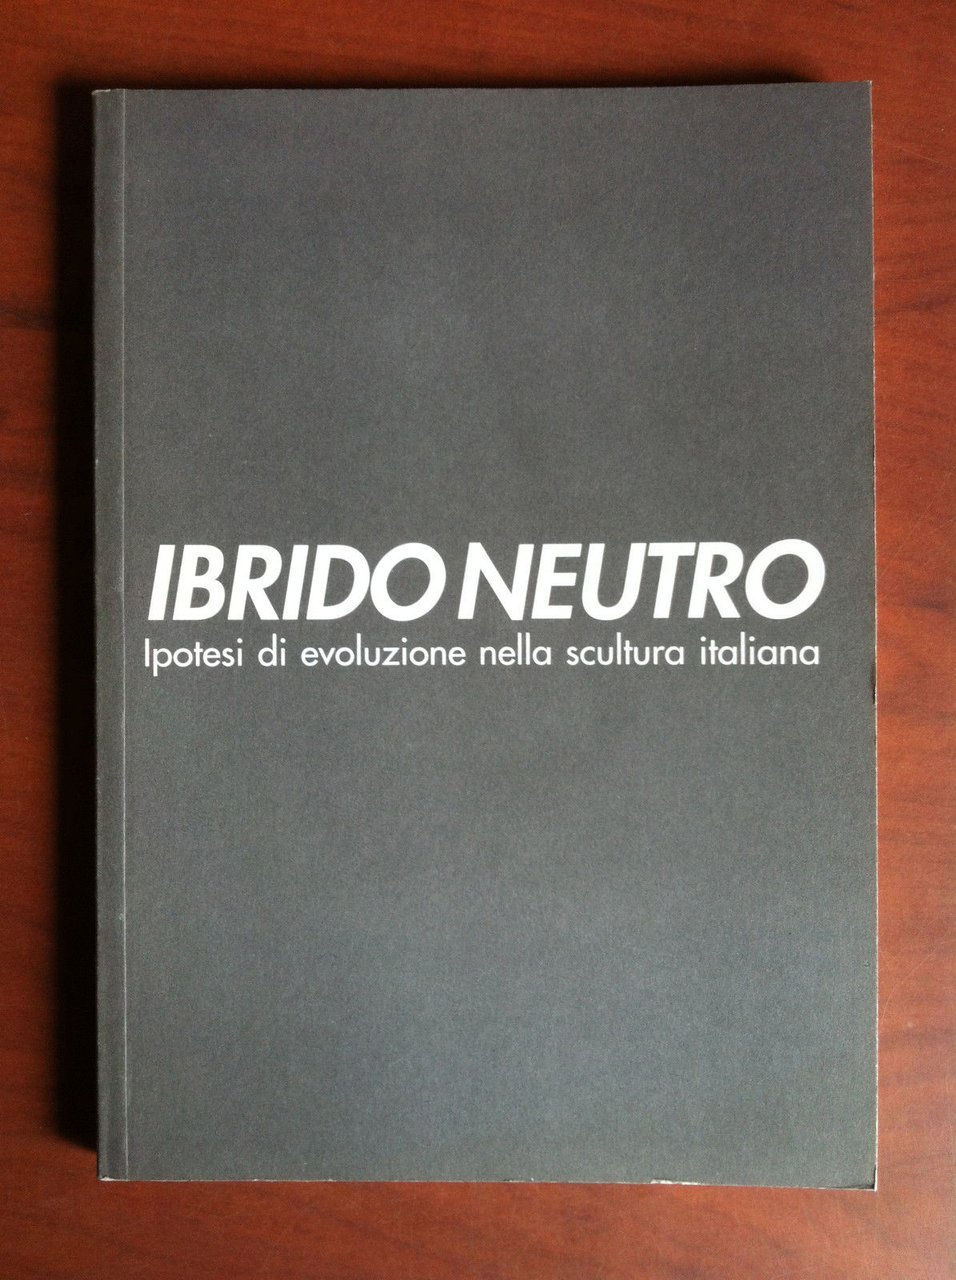 IBRIDO NEUTRO
Ipotesi di evoluzione nella scultura italiana